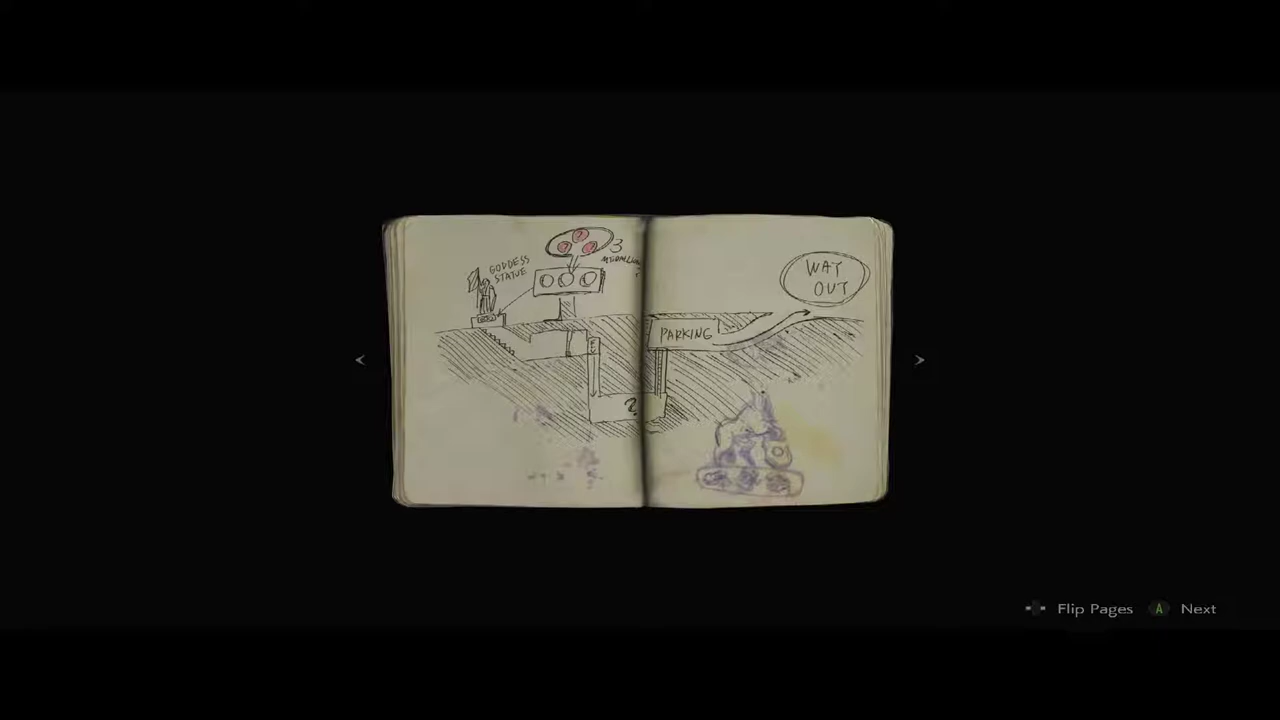 3
GODDESS
STATUE
WAY
OUT
PARKING
?
Flip Pages
A
Next